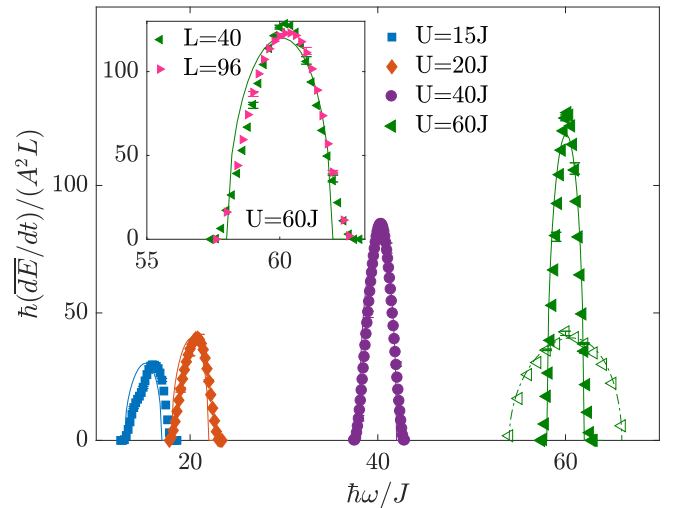 ħ(dE/dt)/(A²L)
100
50
0
20
40
60
ħω/J
U=15J
U=20J
U=40J
U=60J
L=40
L=96
U=60J
100
50
0
55
60